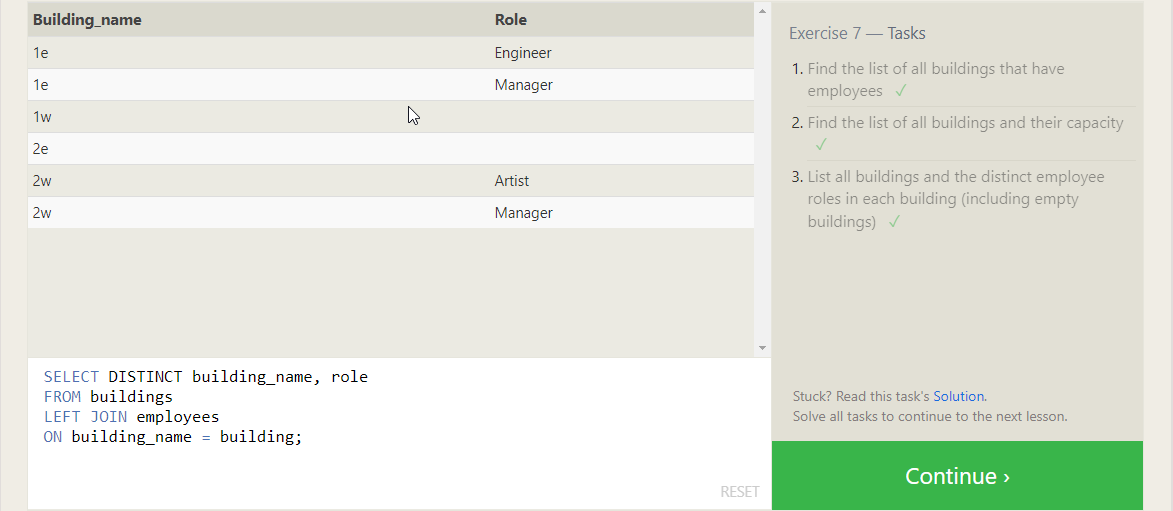 Building_name Role
1e Engineer
1e Manager
1w
2e
2w Artist
2w Manager
SELECT DISTINCT building_name, role
FROM buildings
LEFT JOIN employees
ON building_name = building;
RESET
Exercise 7 — Tasks
1. Find the list of all buildings that have
employees ✓
2. Find the list of all buildings and their capacity
✓
3. List all buildings and the distinct employee
roles in each building (including empty
buildings) ✓
Stuck? Read this task's Solution.
Solve all tasks to continue to the next lesson.
Continue ›